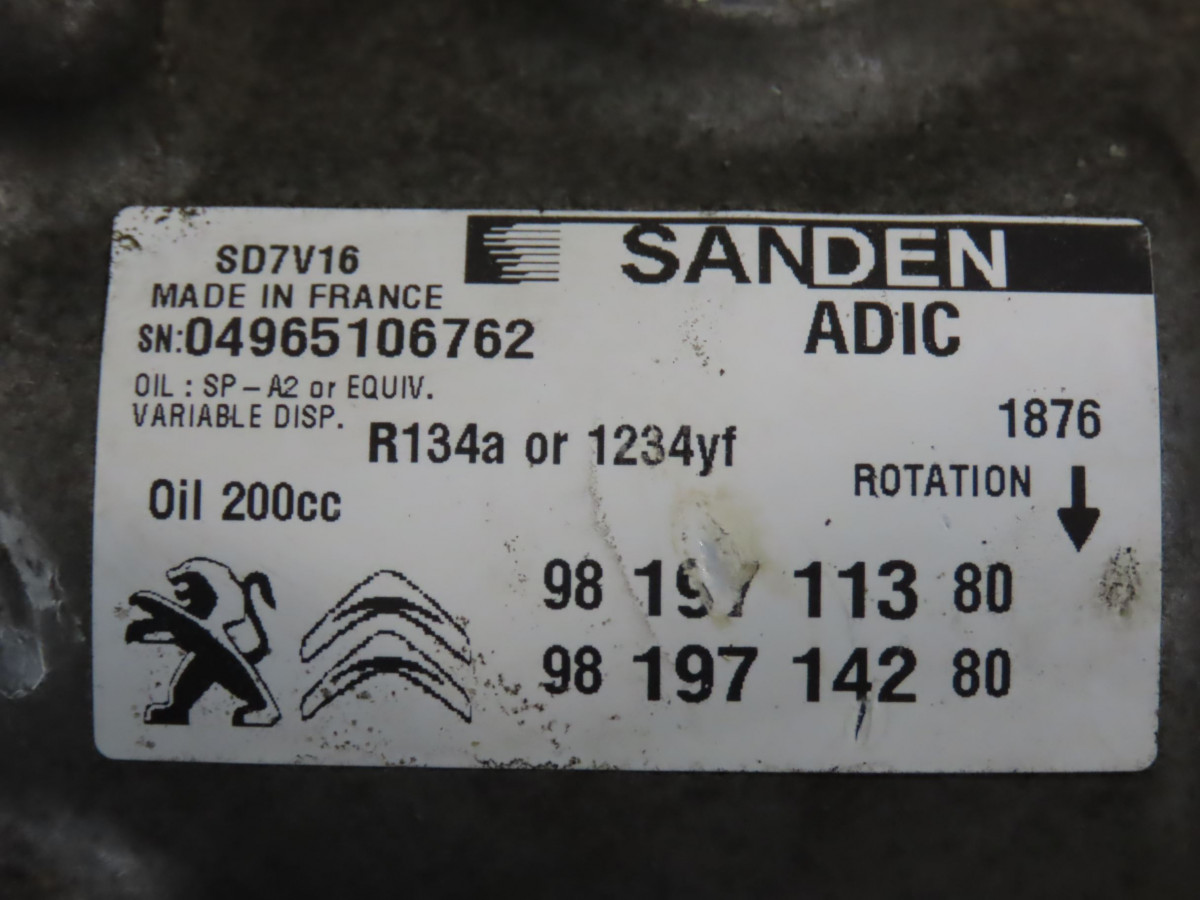 SD7V16
SANDEN
MADE IN FRANCE
ADIC
SN:04965106762
OIL : SP-A2 or EQUIV.
VARIABLE DISP.
1876
R134a or 1234yf
ROTATION
Oil 200cc
98 197 113 80
98 197 142 80